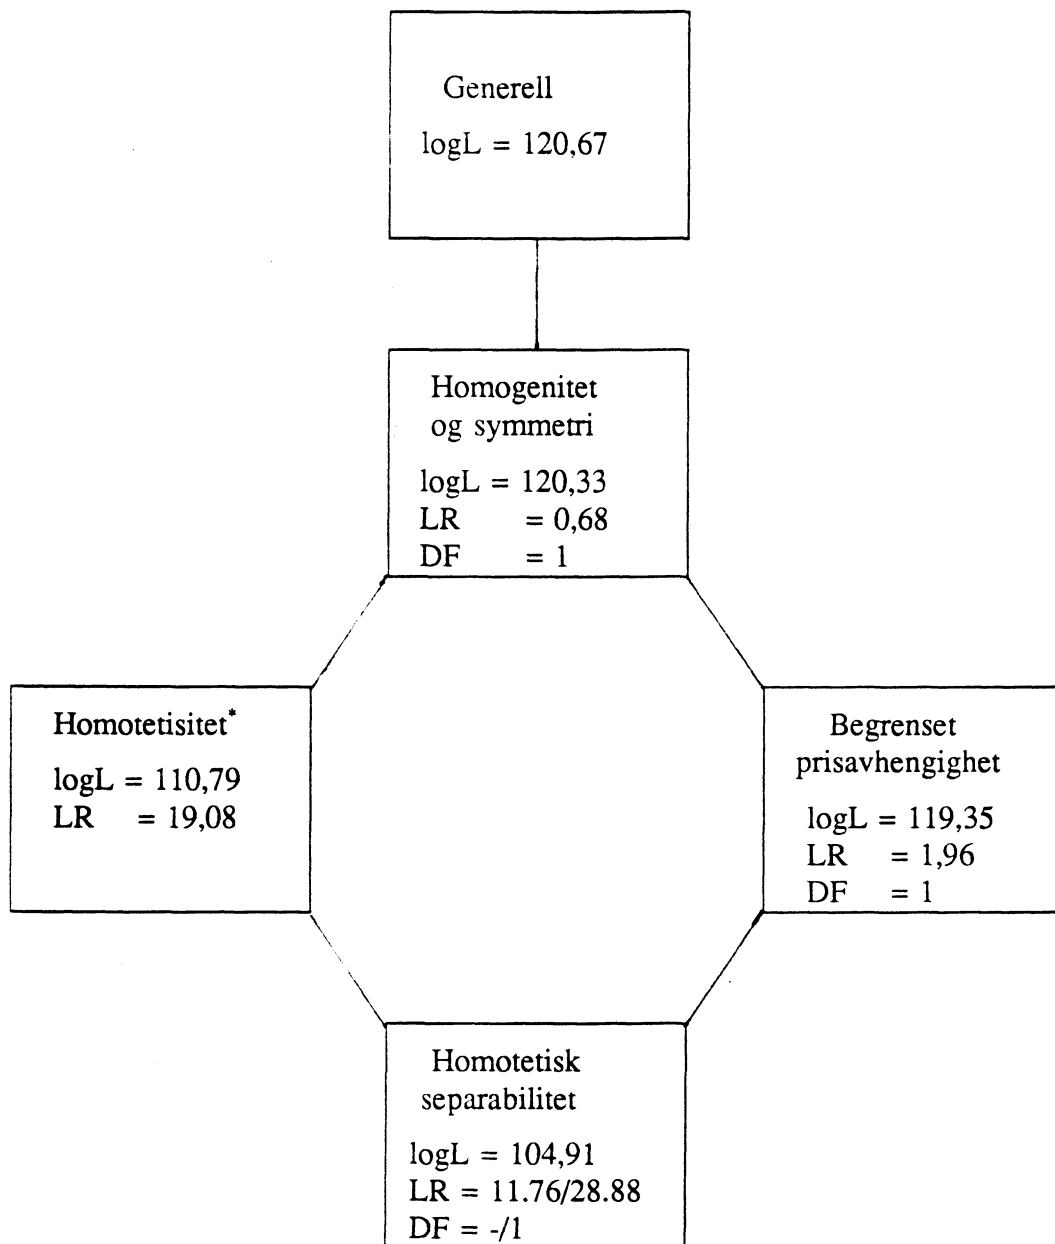 Generell
logL = 120,67
Homogenitet
og symmetri
logL = 120,33
LR = 0,68
DF = 1
Homotetisitet*
logL = 110,79
LR = 19,08
Begrenset
prisavhengighet
logL = 119,35
LR = 1,96
DF = 1
Homotetisk
separabilitet
logL = 104,91
LR = 11.76/28.88
DF = -/1